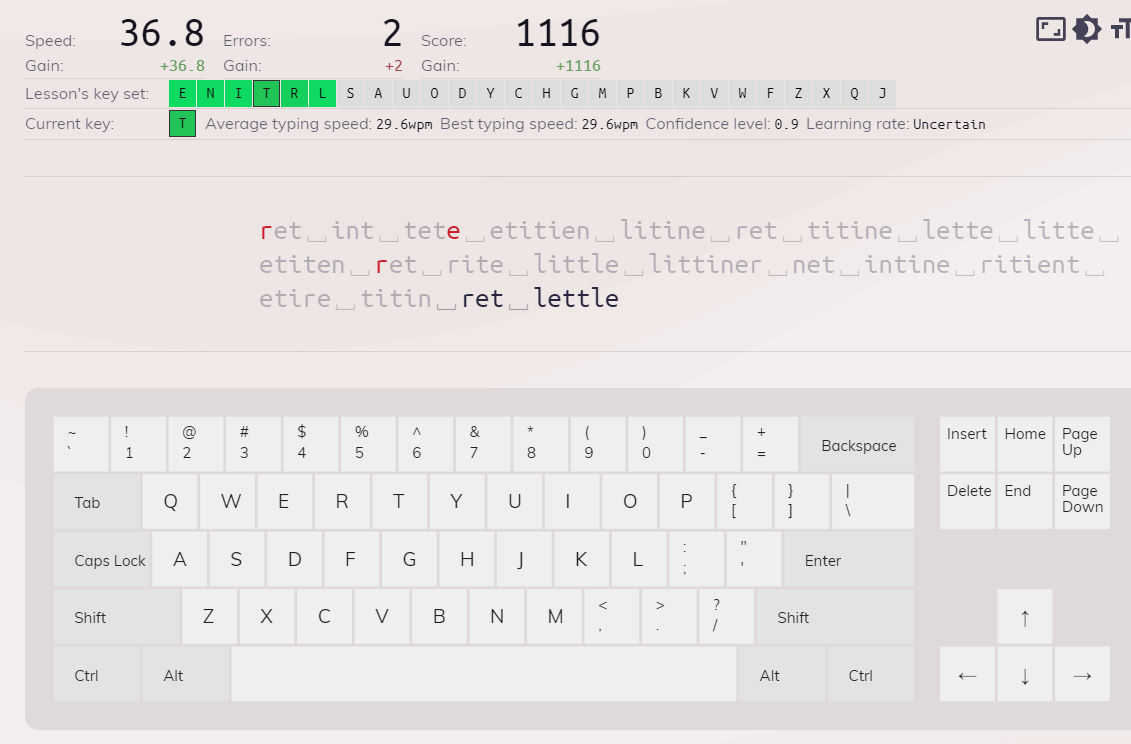 Speed: 36.8 Errors: 2 Score: 1116
Gain: +36.8 Gain: +2 Gain: +1116
Lesson's key set: E N I T R L S A U O D Y C H G M P B K V W F Z X Q J
Current key: T Average typing speed: 29.6wpm Best typing speed: 29.6wpm Confidence level: 0.9 Learning rate: Uncertain
ret␣int␣tete␣etitien␣litine␣ret␣titine␣lette␣litte␣
etiten␣ret␣rite␣little␣littiner␣net␣intine␣ritient␣
etire␣titin␣ret␣lettle
~ ! @ # $ % ^ & * ( ) _ +
` 1 2 3 4 5 6 7 8 9 0 - = Backspace Insert Home Page Up
Tab Q W E R T Y U I O P { [ } ] | \ Delete End Page Down
Caps Lock A S D F G H J K L : ; " ' Enter
Shift Z X C V B N M < , > . ? / Shift ↑
Ctrl Alt Alt Ctrl ← ↓ →